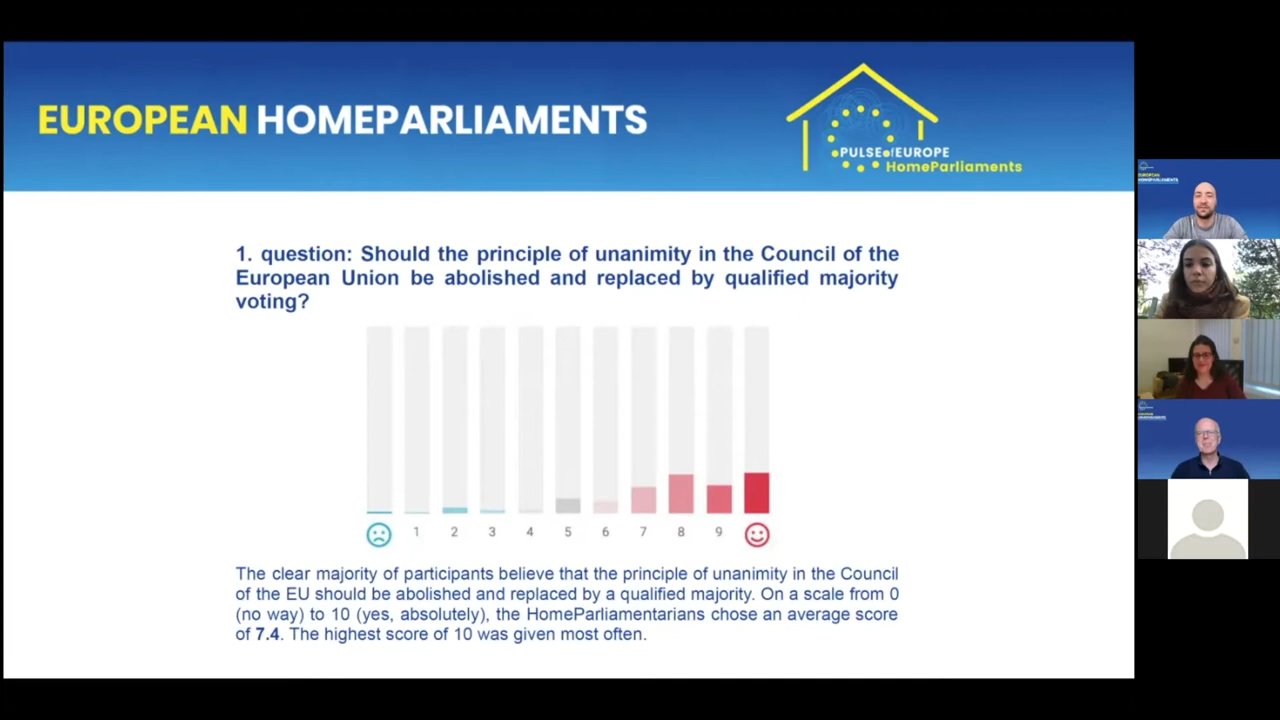 EUROPEAN HOMEPARLIAMENTS
PULSE of EUROPE
HomeParliaments
1. question: Should the principle of unanimity in the Council of the
European Union be abolished and replaced by qualified majority
voting?
1 2 3 4 5 6 7 8 9
The clear majority of participants believe that the principle of unanimity in the Council
of the EU should be abolished and replaced by a qualified majority. On a scale from 0
(no way) to 10 (yes, absolutely), the HomeParliamentarians chose an average score
of 7.4. The highest score of 10 was given most often.
EUROPEAN
HOMEPARLIAMENTS